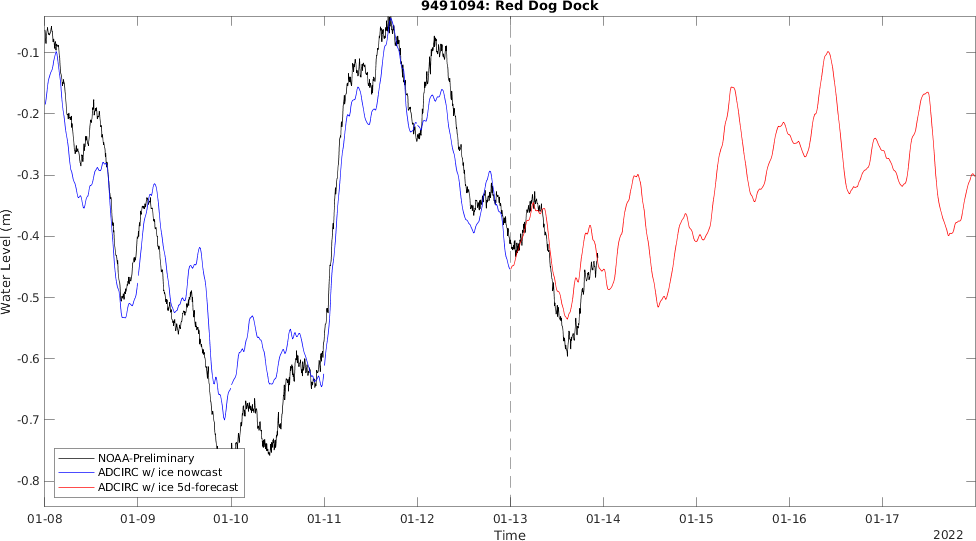 9491094: Red Dog Dock
-0.1
-0.2
-0.3
-0.4
-0.5
-0.6
-0.7
-0.8
Water Level (m)
NOAA-Preliminary
ADCIRC w/ ice nowcast
ADCIRC w/ ice 5d-forecast
01-08 01-09 01-10 01-11 01-12 01-13 01-14 01-15 01-16 01-17
Time
2022